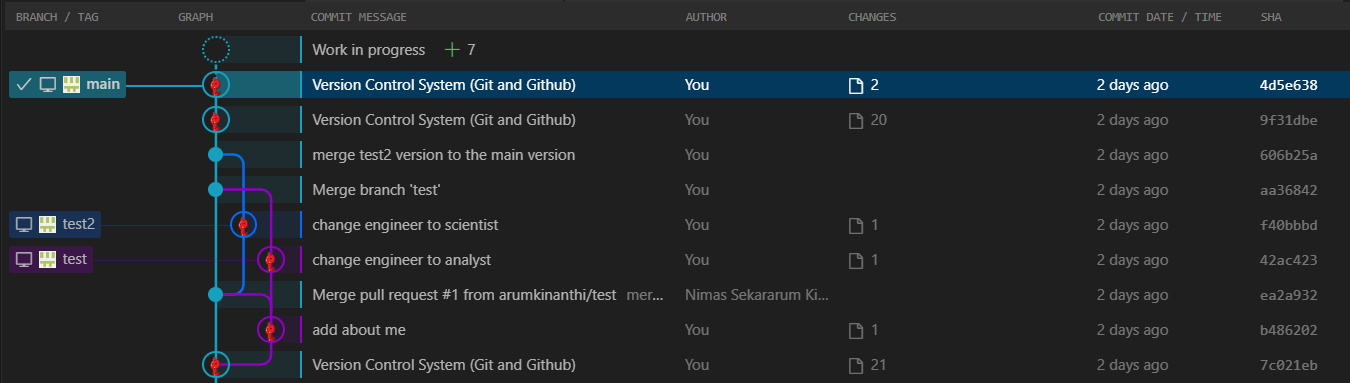 BRANCH / TAG GRAPH COMMIT MESSAGE AUTHOR CHANGES COMMIT DATE / TIME SHA
Work in progress + 7
main Version Control System (Git and Github) You 2 2 days ago 4d5e638
Version Control System (Git and Github) You 20 2 days ago 9f31dbe
merge test2 version to the main version You 2 days ago 606b25a
Merge branch 'test' You 2 days ago aa36842
test2 change engineer to scientist You 1 2 days ago f40bbbd
test change engineer to analyst You 1 2 days ago 42ac423
Merge pull request #1 from arumkinanthi/test mer... Nimas Sekararum Ki... 2 days ago ea2a932
add about me You 1 2 days ago b486202
Version Control System (Git and Github) You 21 2 days ago 7c021eb